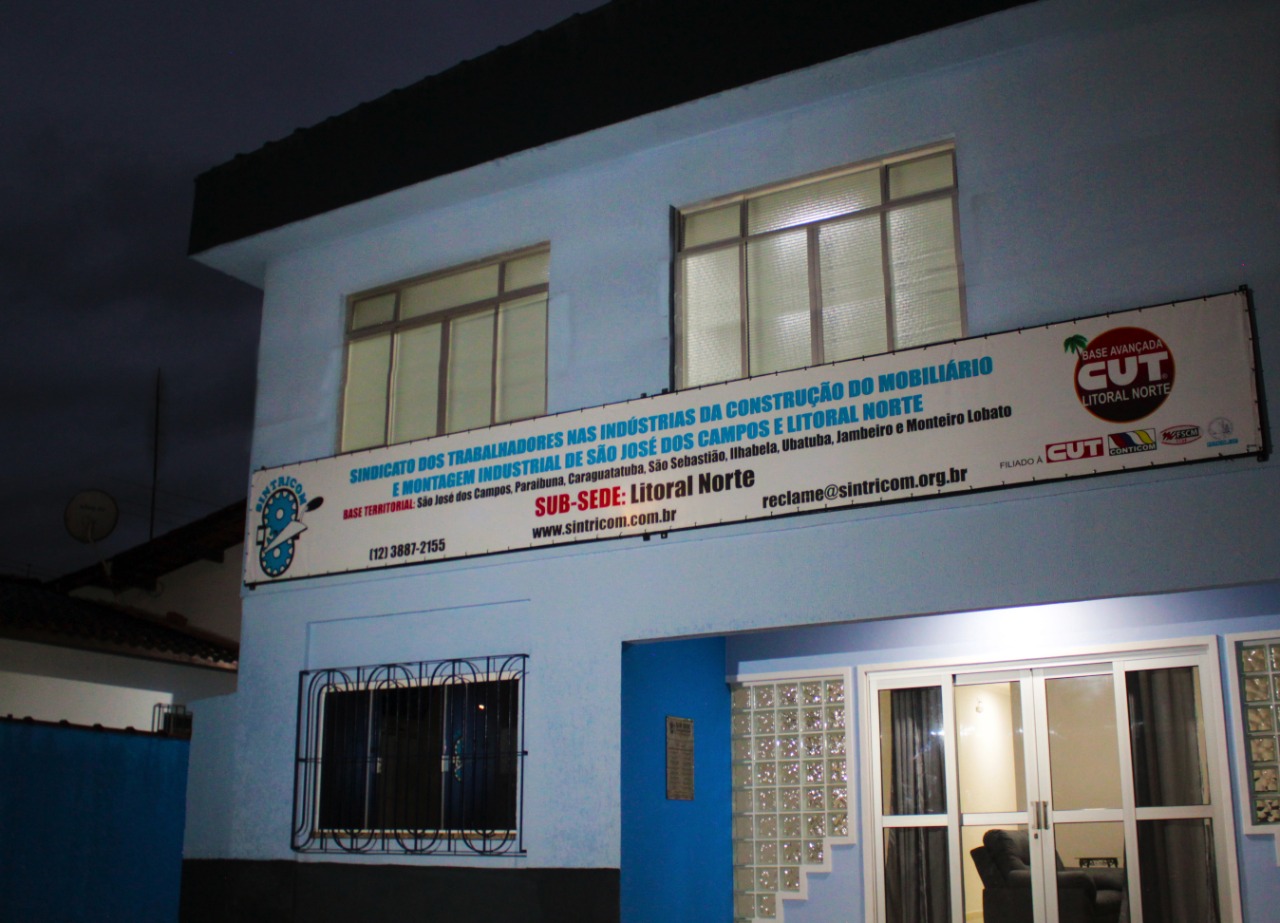 SINTRICOM
SINDICATO DOS TRABALHADORES NAS INDÚSTRIAS DA CONSTRUÇÃO DO MOBILIÁRIO
E MONTAGEM INDUSTRIAL DE SÃO JOSÉ DOS CAMPOS E LITORAL NORTE
BASE TERRITORIAL: São José dos Campos, Paraibuna, Caraguatatuba, São Sebastião, Ilhabela, Ubatuba, Jambeiro e Monteiro Lobato
SUB-SEDE: Litoral Norte
(12) 3887-2155
www.sintricom.com.br
reclame@sintricom.org.br
BASE AVANÇADA
CUT
LITORAL NORTE
FILIADO À
CUT
CONTICOM
FSCM